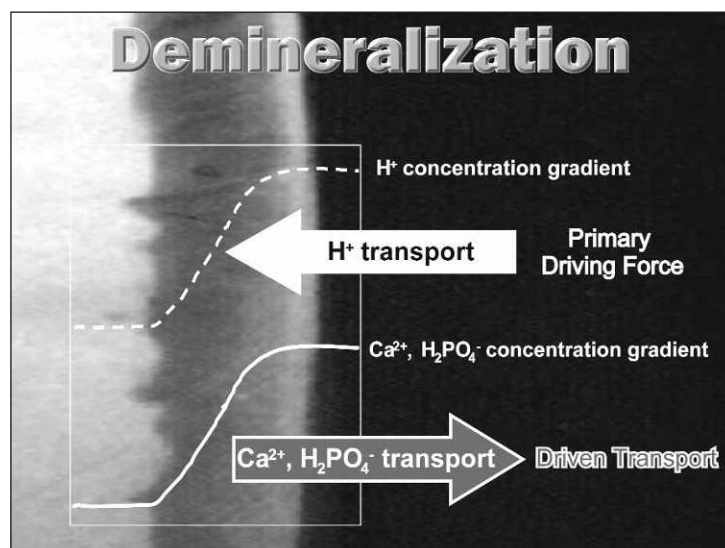 Demineralization
H⁺ concentration gradient
H⁺ transport
Primary
Driving Force
Ca²⁺, H₂PO₄⁻ concentration gradient
Ca²⁺, H₂PO₄⁻ transport
Driven Transport